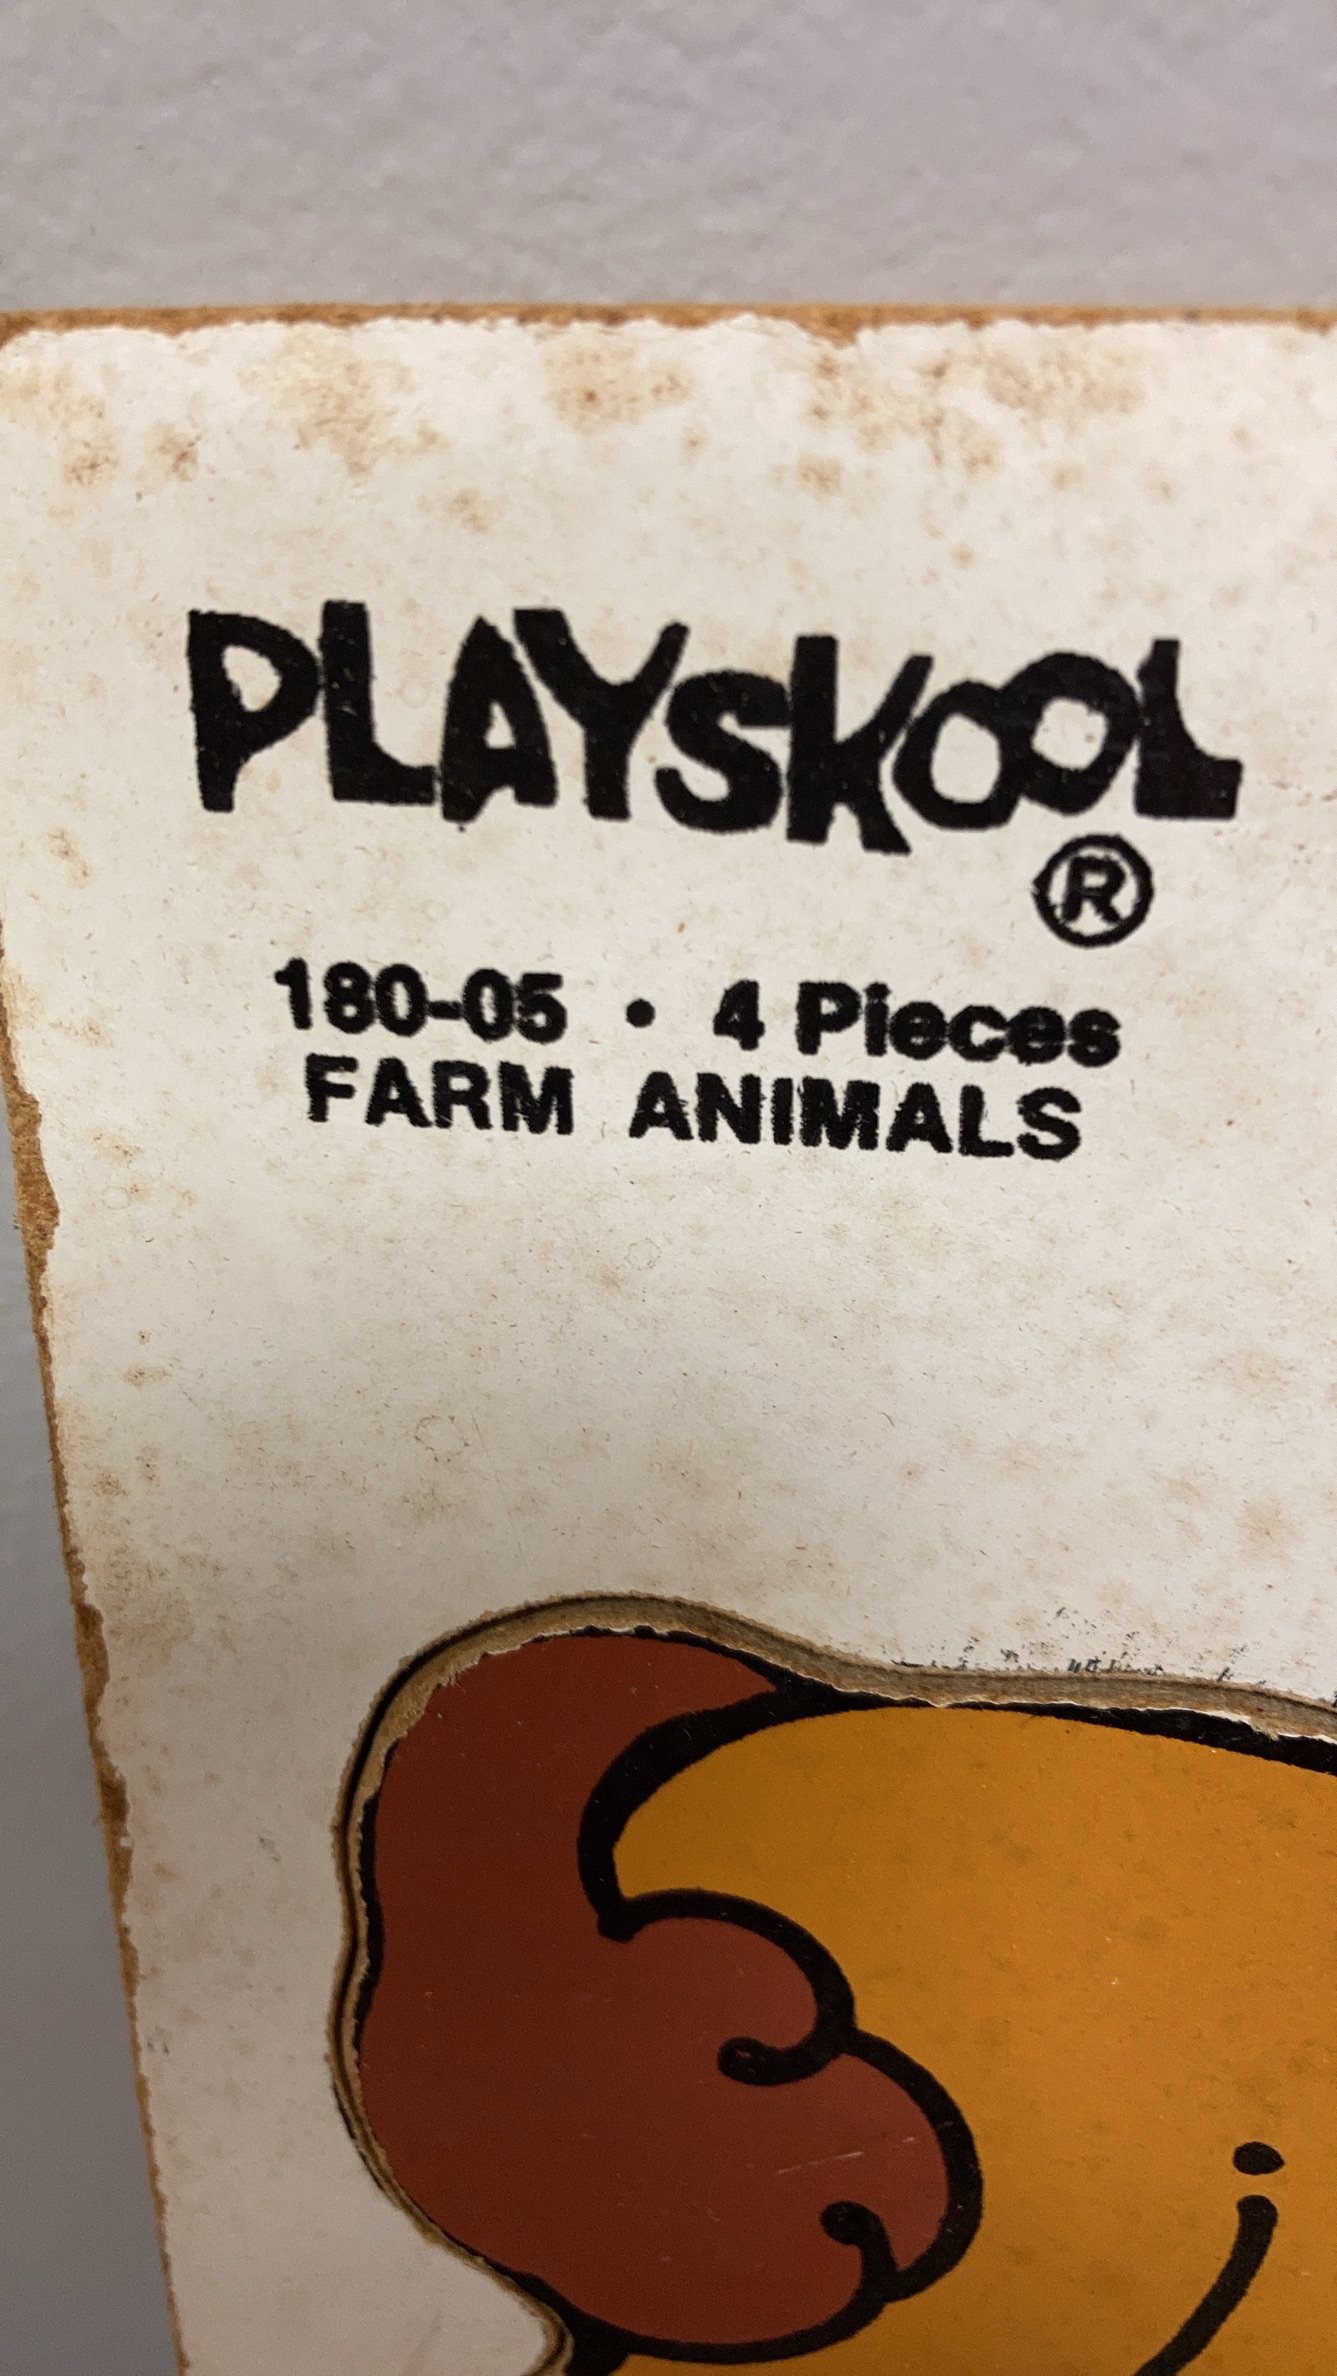 PLAYSKOOL
®
180-05 • 4 Pieces
FARM ANIMALS